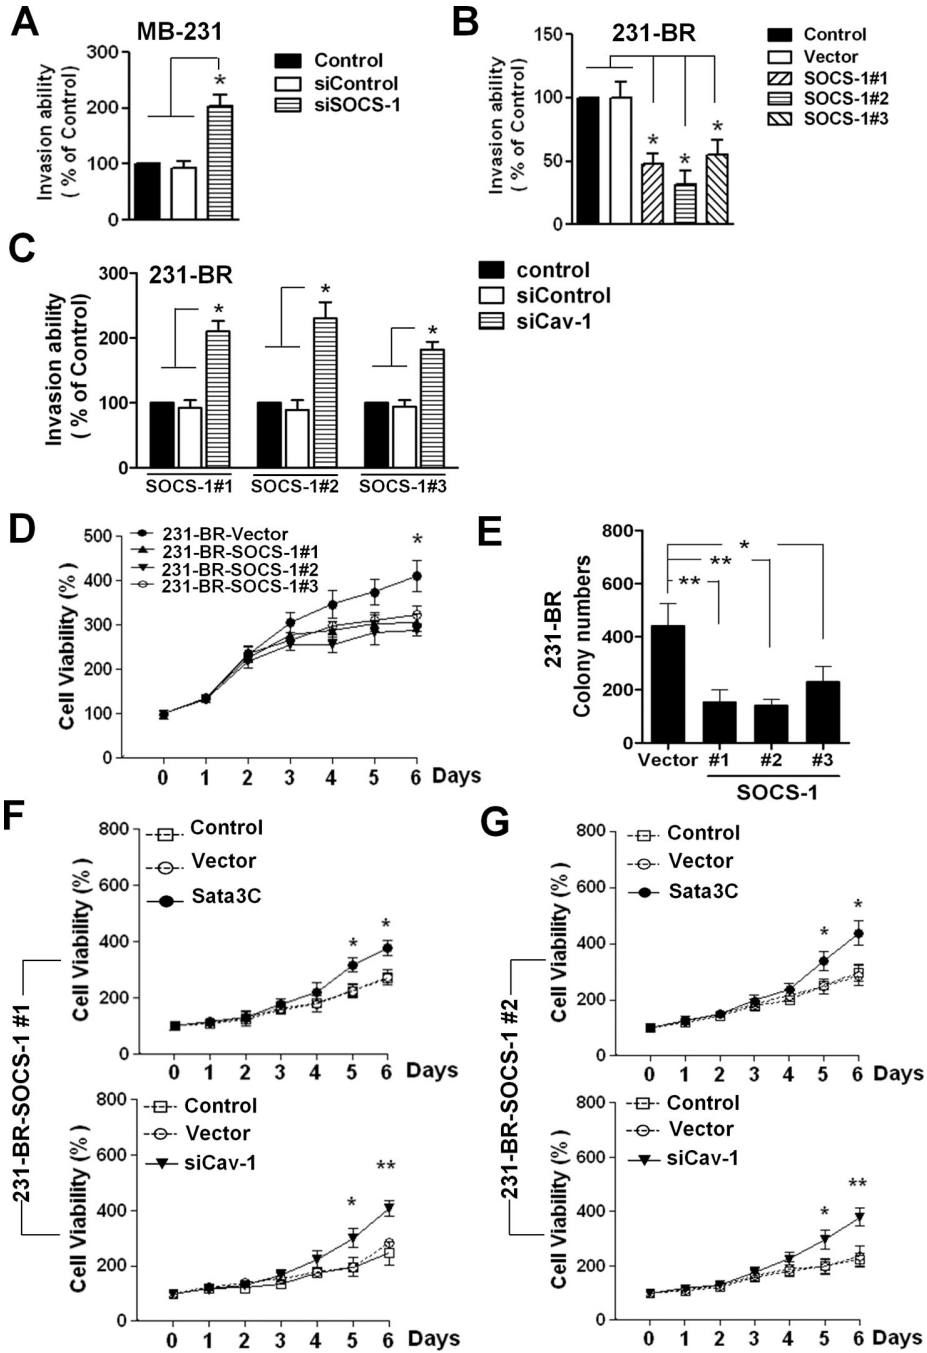 A
MB-231
Invasion ability
( % of Control)
300
200
100
0
*
Control
siControl
siSOCS-1
B
231-BR
Invasion ability
( % of Control)
150
100
50
0
* * *
Control
Vector
SOCS-1#1
SOCS-1#2
SOCS-1#3
C
231-BR
Invasion ability
( % of Control)
300
200
100
0
* * *
SOCS-1#1 SOCS-1#2 SOCS-1#3
control
siControl
siCav-1
D
Cell Viability (% )
500
400
300
200
100
0
231-BR-Vector
231-BR-SOCS-1#1
231-BR-SOCS-1#2
231-BR-SOCS-1#3
*
0 1 2 3 4 5 6 Days
E
231-BR
Colony numbers
800
600
400
200
0
*
**
**
Vector #1 #2 #3
SOCS-1
F
231-BR-SOCS-1 #1
Cell Viability (% )
800
600
400
200
0
Control
Vector
Sata3C
* *
0 1 2 3 4 5 6 Days
Cell Viability (% )
800
600
400
200
0
Control
Vector
siCav-1
* **
0 1 2 3 4 5 6 Days
G
231-BR-SOCS-1 #2
Cell Viability (% )
800
600
400
200
0
Control
Vector
Sata3C
* *
0 1 2 3 4 5 6 Days
Cell Viability (% )
800
600
400
200
0
Control
Vector
siCav-1
* **
0 1 2 3 4 5 6 Days